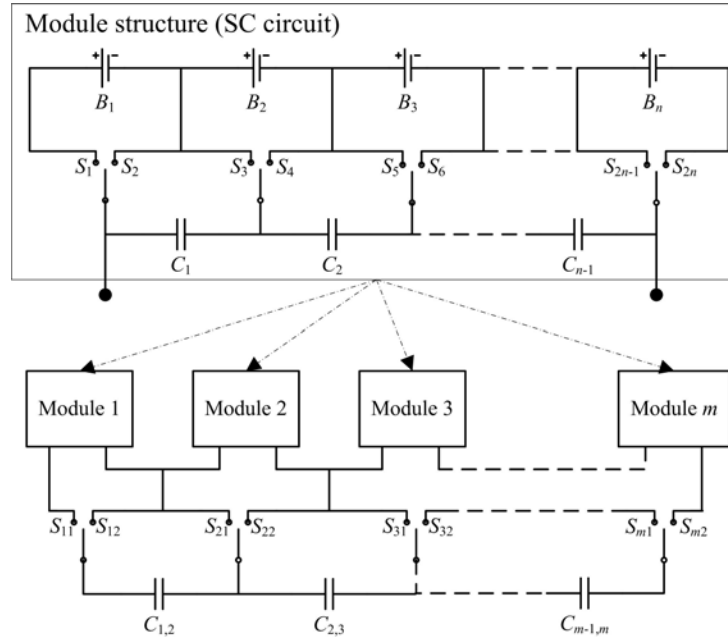 Module structure (SC circuit)
+ - + - + - + -
B₁ B₂ B₃ Bₙ
S₁ S₂ S₃ S₄ S₅ S₆ S₂ₙ₋₁ S₂ₙ
C₁ C₂ Cₙ₋₁
Module 1 Module 2 Module 3 Module m
S₁₁ S₁₂ S₂₁ S₂₂ S₃₁ S₃₂ Sₘ₁ Sₘ₂
C₁,₂ C₂,₃ Cₘ₋₁,ₘ